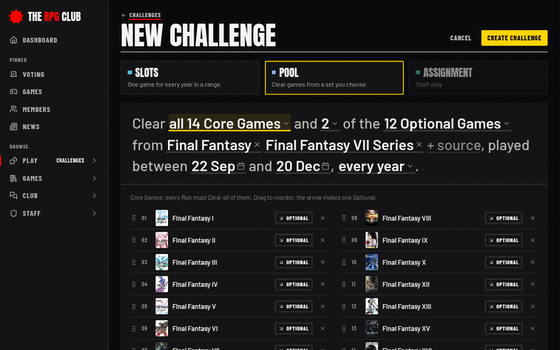 THE RPG CLUB
DASHBOARD
PINNED
VOTING
GAMES
MEMBERS
NEWS
BROWSE
PLAY CHALLENGES
GAMES
CLUB
STAFF
← CHALLENGES
NEW CHALLENGE
CANCEL
CREATE CHALLENGE
SLOTS
One game for every year in a range
POOL
Clear games from a set you choose
ASSIGNMENT
Staff only
Clear all 14 Core Games and 2 of the 12 Optional Games
from Final Fantasy × Final Fantasy VII Series × + source, played
between 22 Sep and 20 Dec, every year.
Core Games: every Run must Clear all of them. Drag to reorder, the arrow makes one Optional.
01 Final Fantasy I OPTIONAL ×
02 Final Fantasy II OPTIONAL ×
03 Final Fantasy III OPTIONAL ×
04 Final Fantasy IV OPTIONAL ×
05 Final Fantasy V OPTIONAL ×
06 Final Fantasy VI OPTIONAL ×
08 Final Fantasy VIII OPTIONAL ×
09 Final Fantasy IX OPTIONAL ×
10 Final Fantasy X OPTIONAL ×
11 Final Fantasy XII OPTIONAL ×
12 Final Fantasy XIII OPTIONAL ×
13 Final Fantasy XV OPTIONAL ×